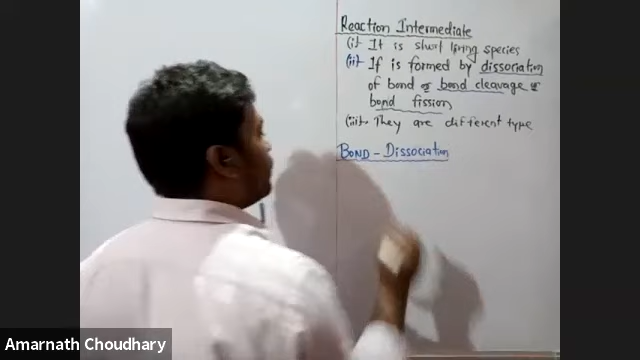 Reaction Intermediate
(i)- It is short living species
(ii)- It is formed by dissociation
of bond or bond cleavage or
bond fission
(iii)- They are different type
BOND - Dissociation
Amarnath Choudhary